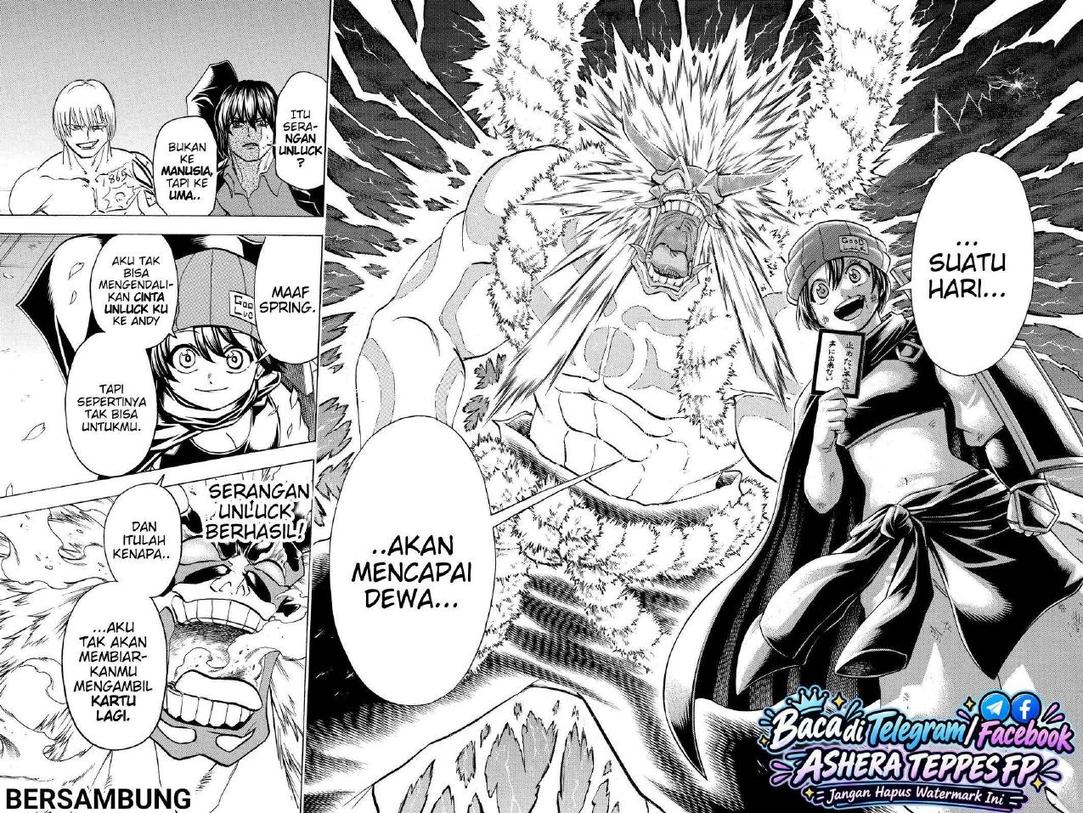 ...
SUATU
HARI...
GOOD
LUCK
..AKAN
MENCAPAI
DEWA...
ITU
SERA-
NGAN
UNLUCK
?
BUKAN
KE
MANUSIA,
TAPI KE
UMA..
865
MAAF
SPRING.
AKU TAK
BISA
MENGENDALI-
KAN CINTA
UNLUCK KU
KE ANDY
TAPI
SEPERTINYA
TAK BISA
UNTUKMU.
SERANGAN
UNLUCK
BERHASIL!
DAN
ITULAH
KENAPA..
...AKU
TAK AKAN
MEMBIAR-
KANMU
MENGAMBIL
KARTU
LAGI.
BERSAMBUNG
Baca di Telegram / Facebook
ASHERA TEPPES FP
Jangan Hapus Watermark Ini